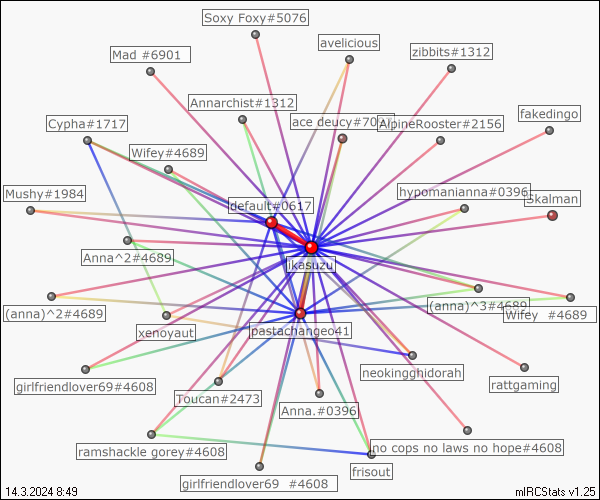 Soxy Foxy#5076
avelicious
Mad #6901
zibbits#1312
Annarchist#1312
fakedingo
Cypha#1717
ace deucy#70
AlpineRooster#2156
Wifey#4689
Mushy#1984
hypomanianna#0396
Skalman
default#0617
Anna^2#4689
ikasuzu
(anna)^2#4689
(anna)^3#4689
Wifey #4689
xenoyaut
pastachangeo41
neokingghidorah
rattgaming
girlfriendlover69#4608
Toucan#2473
Anna.#0396
ramshackle gorey#4608
no cops no laws no hope#4608
frisout
girlfriendlover69 #4608
14.3.2024 8:49
mIRCStats v1.25